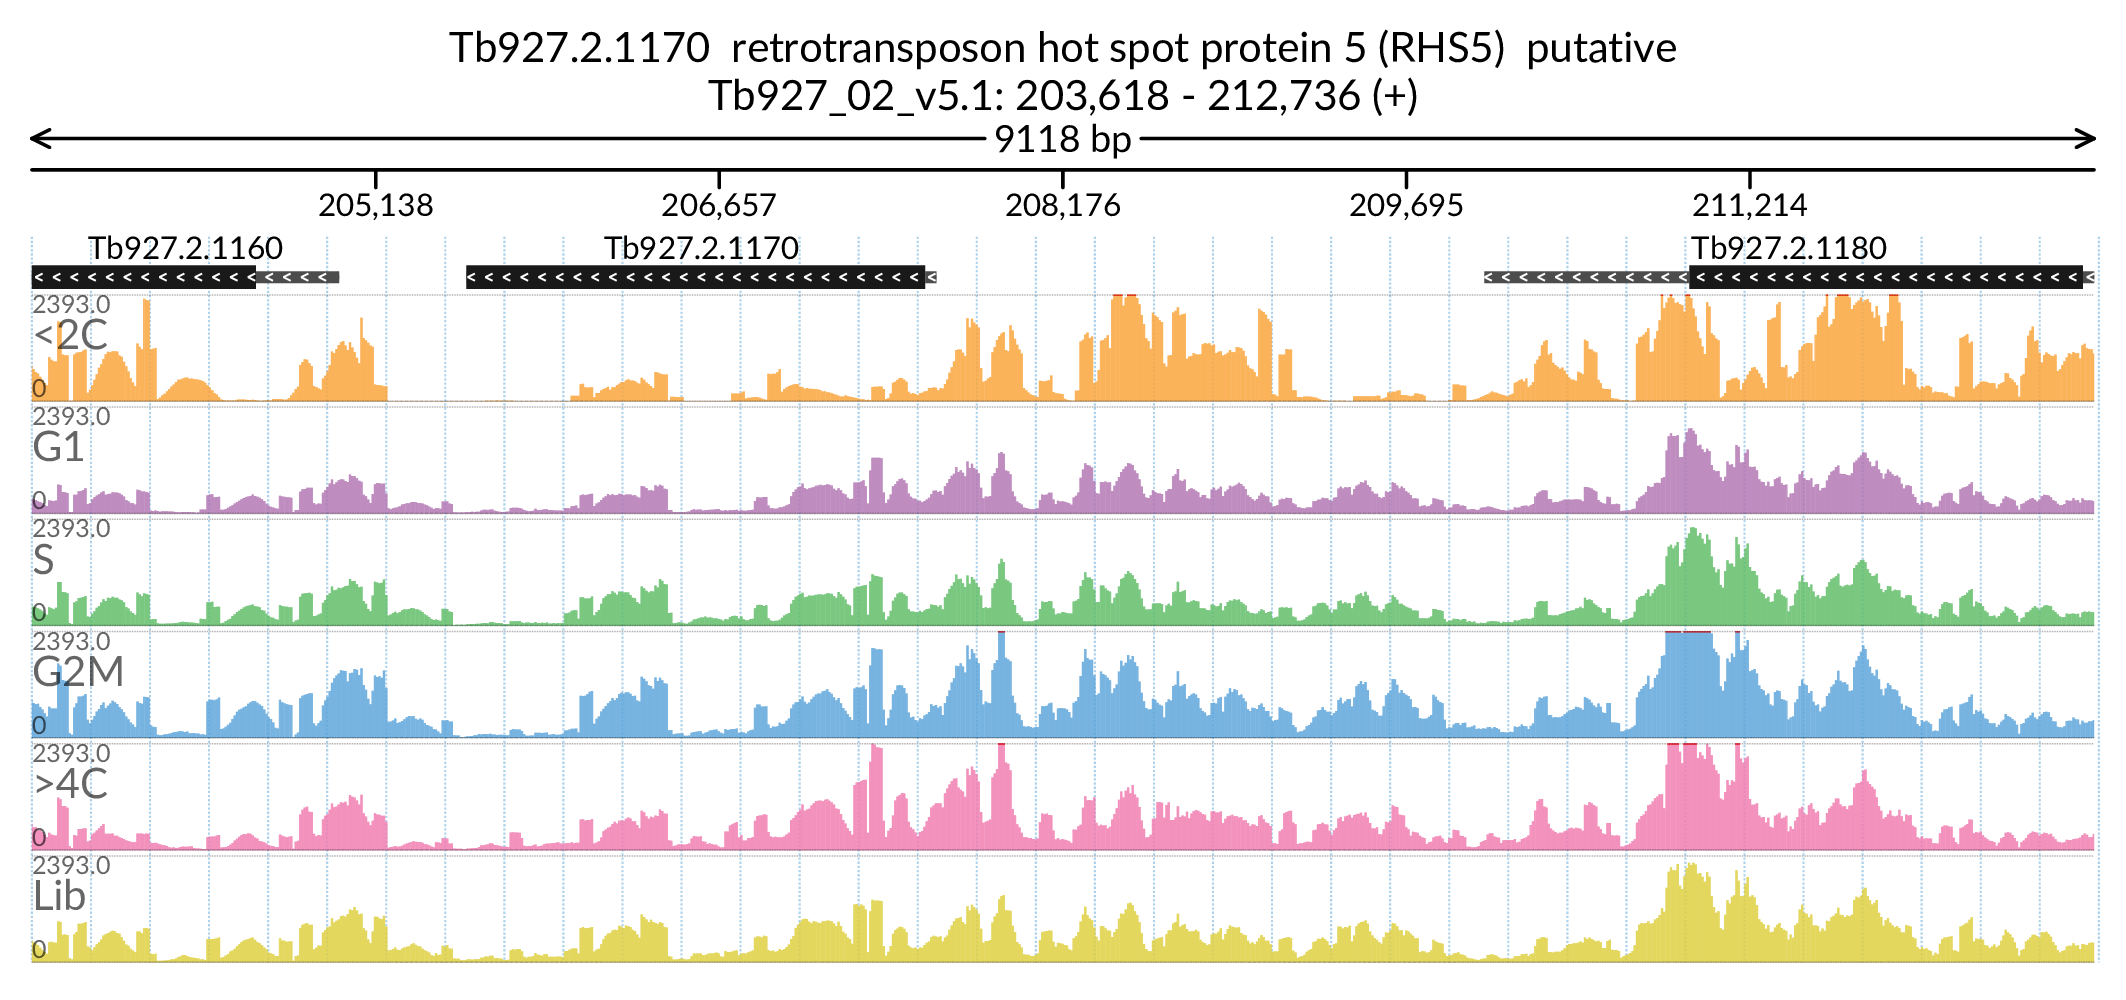 Tb927.2.1170 retrotransposon hot spot protein 5 (RHS5) putative
Tb927_02_v5.1: 203,618 - 212,736 (+)
9118 bp
205,138 206,657 208,176 209,695 211,214
Tb927.2.1160 Tb927.2.1170 Tb927.2.1180
2393.0
<2C
0
2393.0
G1
0
2393.0
S
0
2393.0
G2M
0
2393.0
>4C
0
2393.0
Lib
0